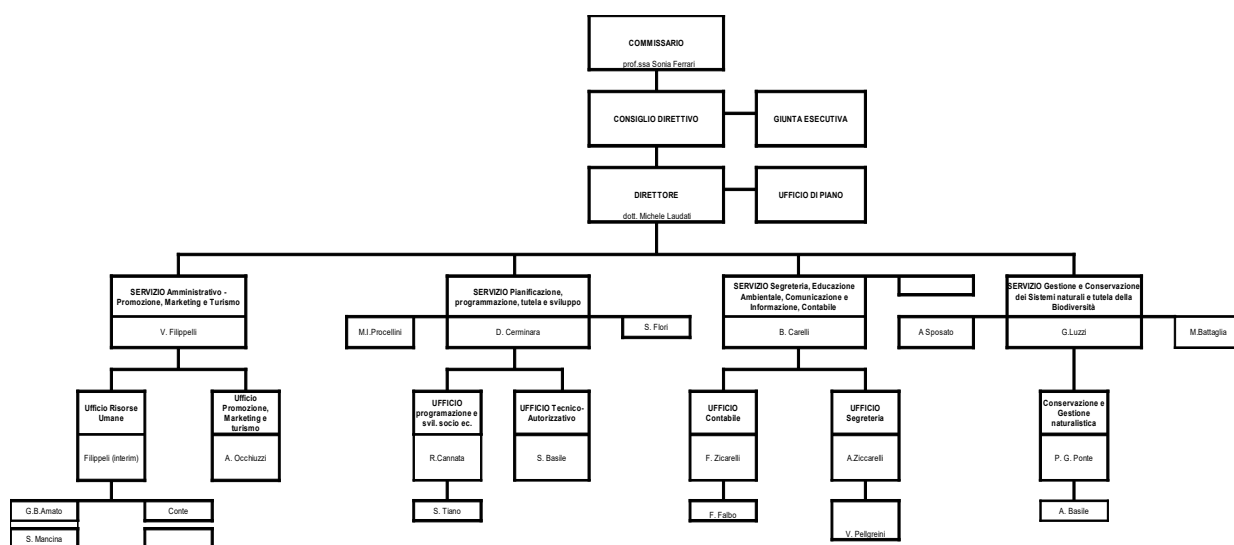 COMMISSARIO
prof.ssa Sonia Ferrari
CONSIGLIO DIRETTIVO
GIUNTA ESECUTIVA
DIRETTORE
dott. Michele Laudati
UFFICIO DI PIANO
SERVIZIO Amministrativo -
Promozione, Marketing e Turismo
V. Filippelli
SERVIZIO Pianificazione,
programmazione, tutela e sviluppo
M.I.Procellini
D. Cerminara
S. Flori
SERVIZIO Segreteria, Educazione
Ambientale, Comunicazione e
Informazione, Contabile
B. Carelli
SERVIZIO Gestione e Conservazione
dei Sistemi naturali e tutela della
Biodiversità
A Sposato
G.Luzzi
M.Battaglia
Ufficio Risorse
Umane
Filippeli (interim)
Ufficio
Promozione,
Marketing e
turismo
A. Occhiuzzi
UFFICIO
programazione e
svil. socio ec.
R.Cannata
UFFICIO Tecnico-
Autorizzativo
S. Basile
UFFICIO
Contabile
F. Zicarelli
UFFICIO
Segreteria
A.Ziccarelli
Conservazione e
Gestione
naturalistica
P. G. Ponte
G.B.Amato
Conte
S. Mancina
S. Tiano
F. Falbo
V. Pellgreini
A. Basile